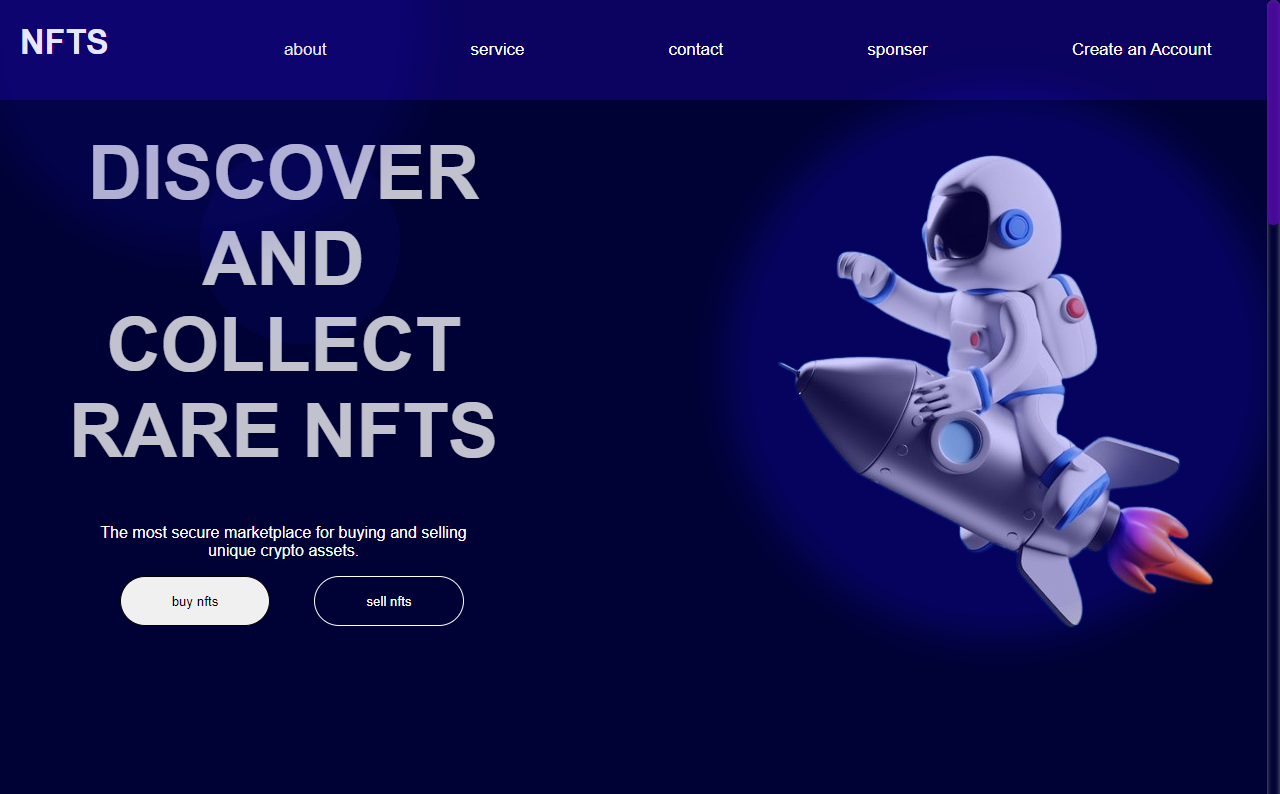 NFTS
about
service
contact
sponser
Create an Account
DISCOVER
AND
COLLECT
RARE NFTS
The most secure marketplace for buying and selling
unique crypto assets.
buy nfts
sell nfts